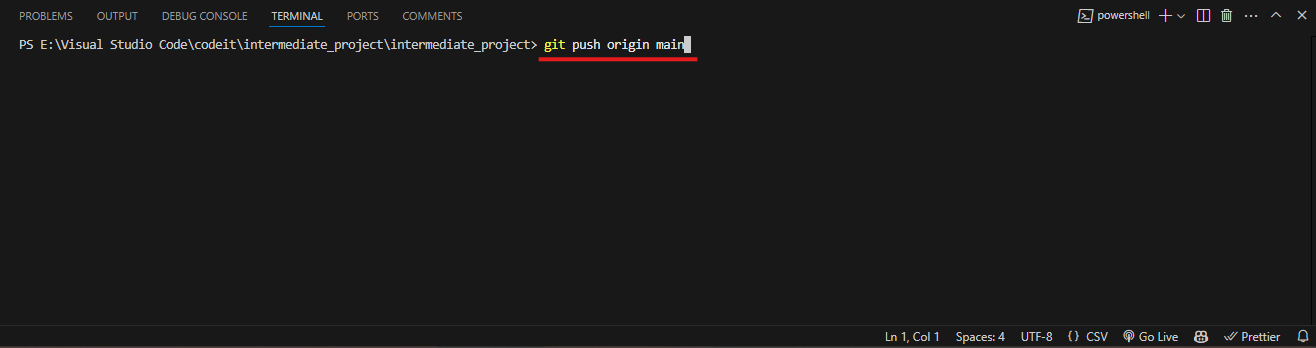 PROBLEMS OUTPUT DEBUG CONSOLE TERMINAL PORTS COMMENTS powershell
PS E:\Visual Studio Code\codeit\intermediate_project\intermediate_project> git push origin main
Ln 1, Col 1 Spaces: 4 UTF-8 {} CSV Go Live Prettier